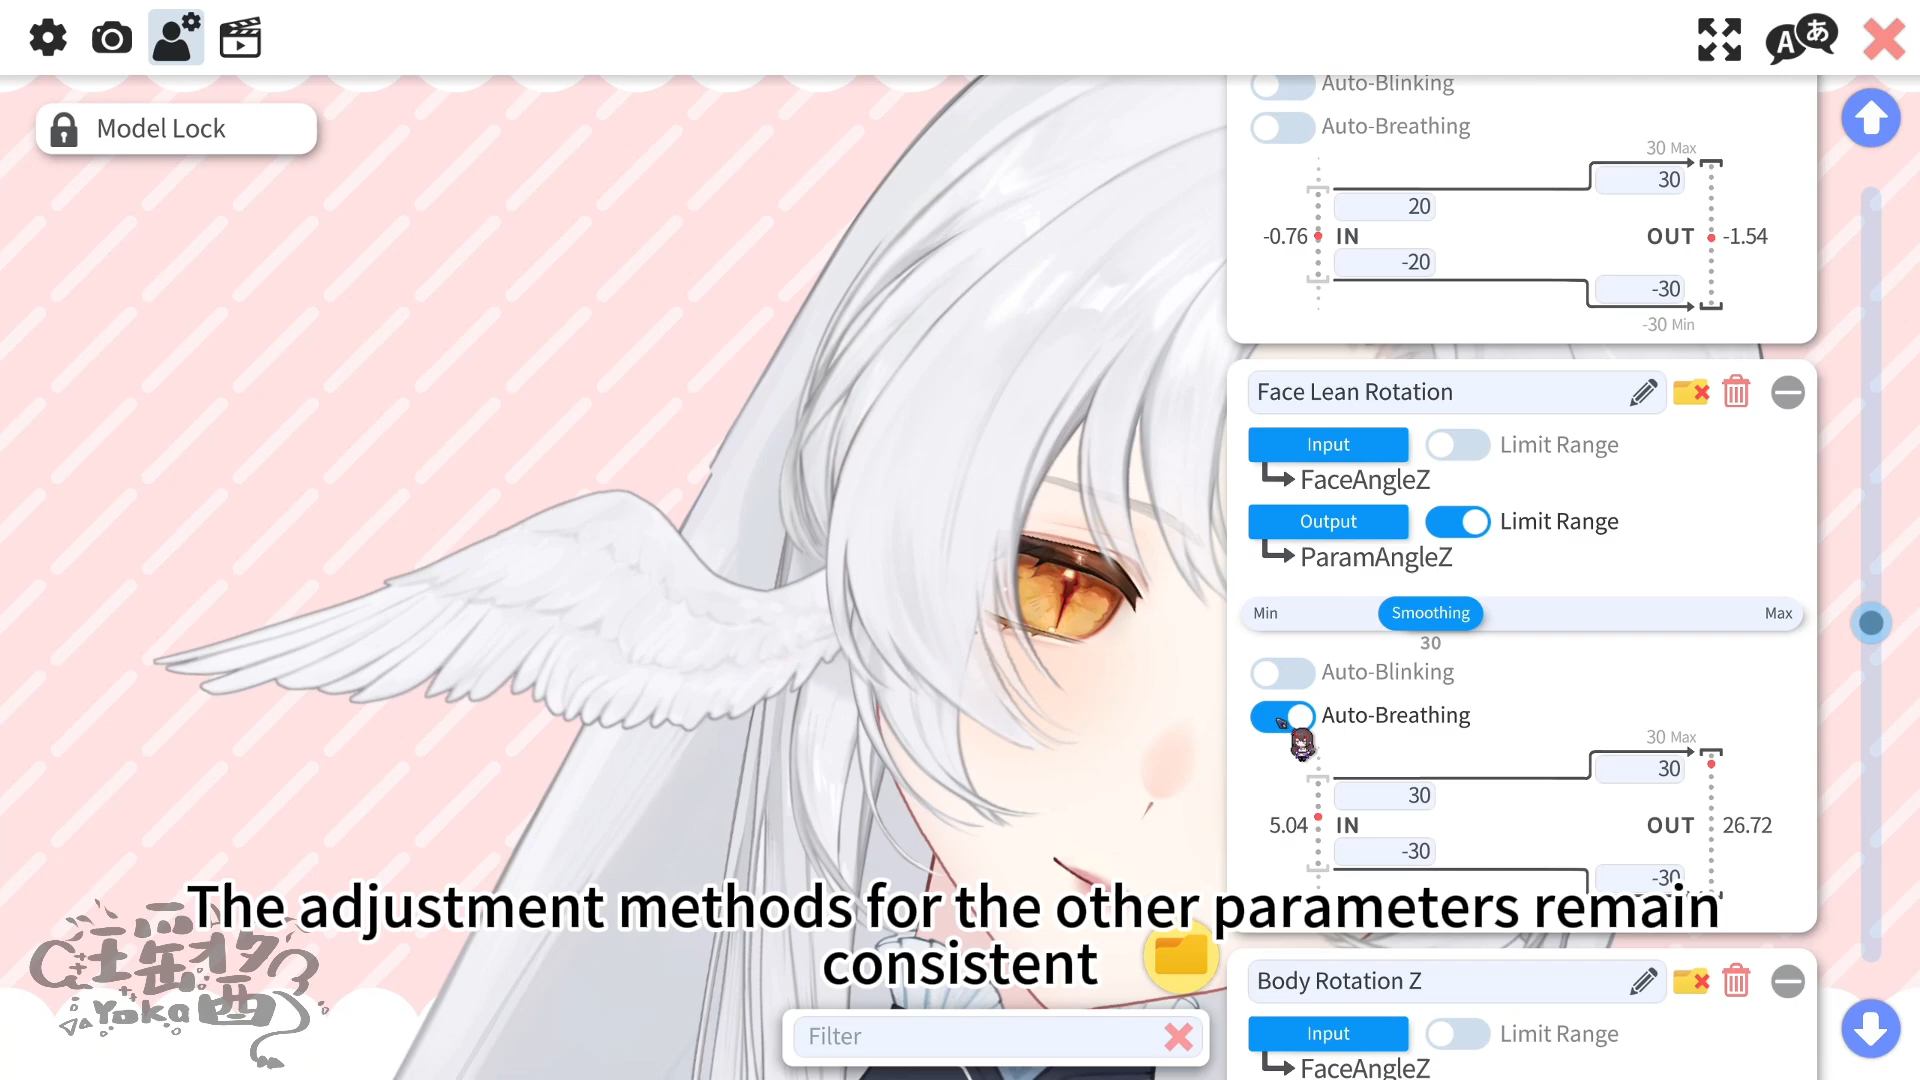 A あ
Model Lock
Auto-Blinking
Auto-Breathing
30 Max
30
20
-0.76 IN OUT -1.54
-20
-30
-30 Min
Face Lean Rotation
Input Limit Range
FaceAngleZ
Output Limit Range
ParamAngleZ
Min Smoothing Max
30
Auto-Blinking
Auto-Breathing
30 Max
30
30
5.04 IN OUT 26.72
-30
-30
The adjustment methods for the other parameters remain
consistent
Yoka
Body Rotation Z
Filter
Input Limit Range
FaceAngleZ